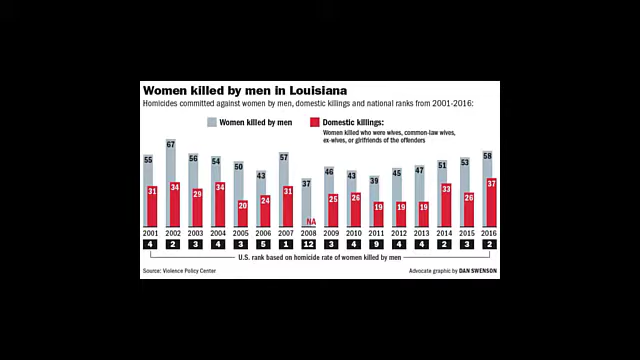 Women killed by men in Louisiana
Homicides committed against women by men, domestic killings and national ranks from 2001-2016:
Women killed by men
Domestic killings:
Women killed who were wives, common-law wives,
ex-wives, or girlfriends of the offenders
55 67 56 54 50 43 57 37 46 43 39 45 47 51 53 58
31 34 29 34 20 24 31 NA 25 26 19 19 19 33 26 37
2001 2002 2003 2004 2005 2006 2007 2008 2009 2010 2011 2012 2013 2014 2015 2016
4 2 3 4 3 5 1 12 3 4 9 4 4 2 3 2
U.S. rank based on homicide rate of women killed by men
Source: Violence Policy Center
Advocate graphic by DAN SWENSON